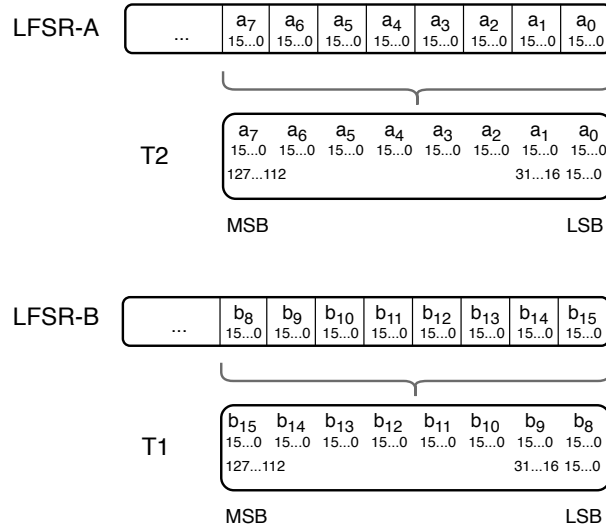 LFSR-A ... a7 a6 a5 a4 a3 a2 a1 a0
15...0 15...0 15...0 15...0 15...0 15...0 15...0 15...0
T2 a7 a6 a5 a4 a3 a2 a1 a0
15...0 15...0 15...0 15...0 15...0 15...0 15...0 15...0
127...112 31...16 15...0
MSB LSB
LFSR-B ... b8 b9 b10 b11 b12 b13 b14 b15
15...0 15...0 15...0 15...0 15...0 15...0 15...0 15...0
T1 b15 b14 b13 b12 b11 b10 b9 b8
15...0 15...0 15...0 15...0 15...0 15...0 15...0 15...0
127...112 31...16 15...0
MSB LSB